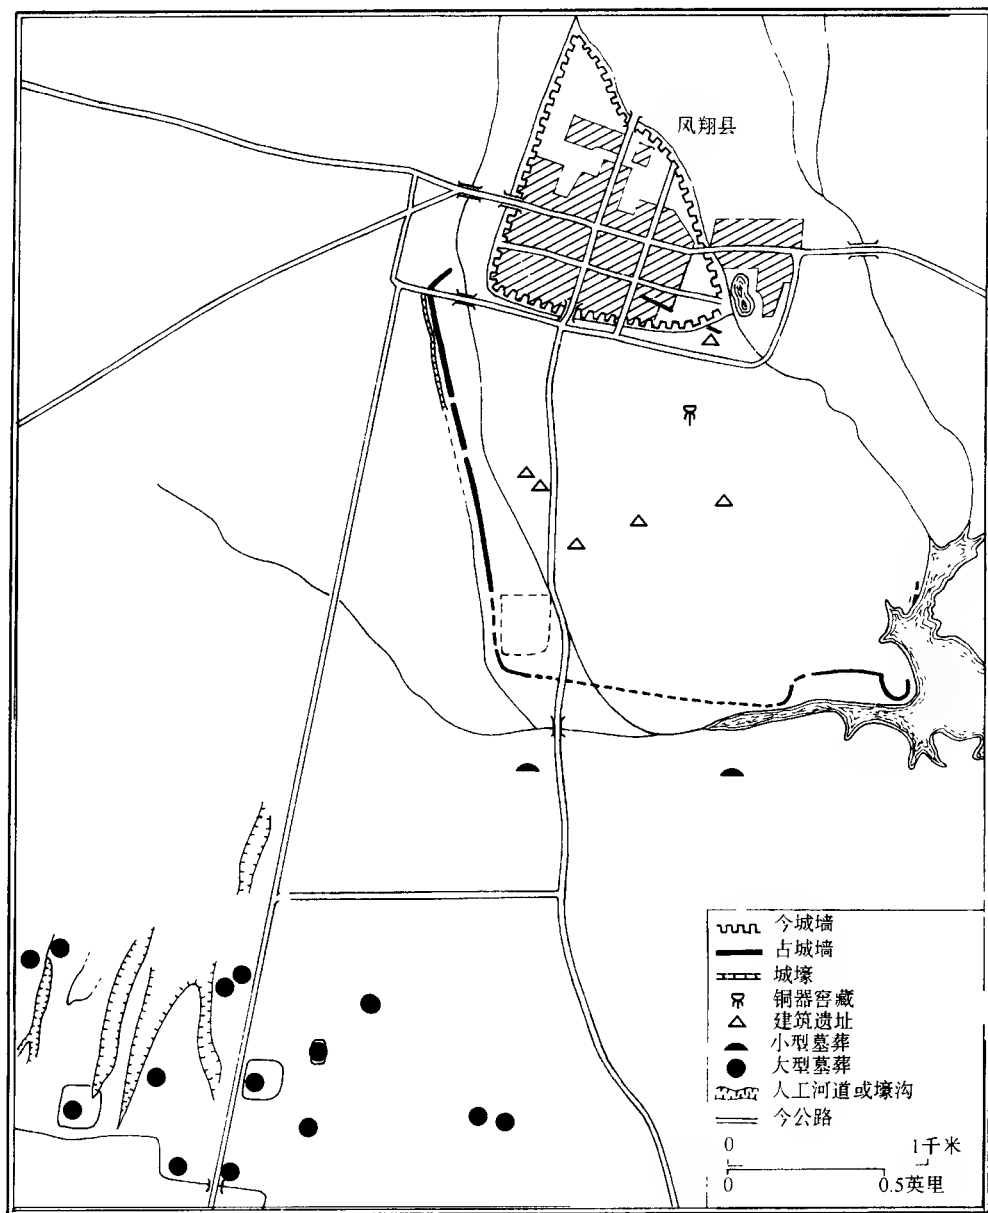 凤翔县
今城墙
占城墙
城壕
铜器窖藏
建筑遗址
小型墓葬
大型墓葬
人工河道或壕沟
今公路
0 1千米
0 0.5英里